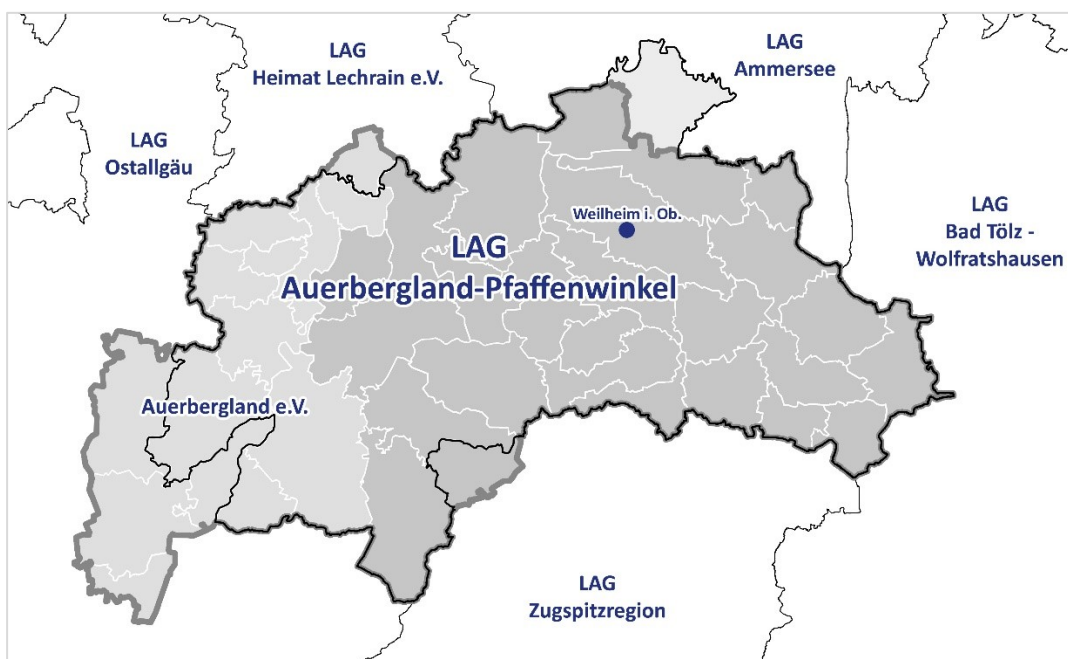 LAG
Heimat Lechrain e.V.
LAG
Ammersee
LAG
Ostallgäu
Weilheim i. Ob.
LAG
Bad Tölz -
Wolfratshausen
LAG
Auerbergland-Pfaffenwinkel
Auerbergland e.V.
LAG
Zugspitzregion